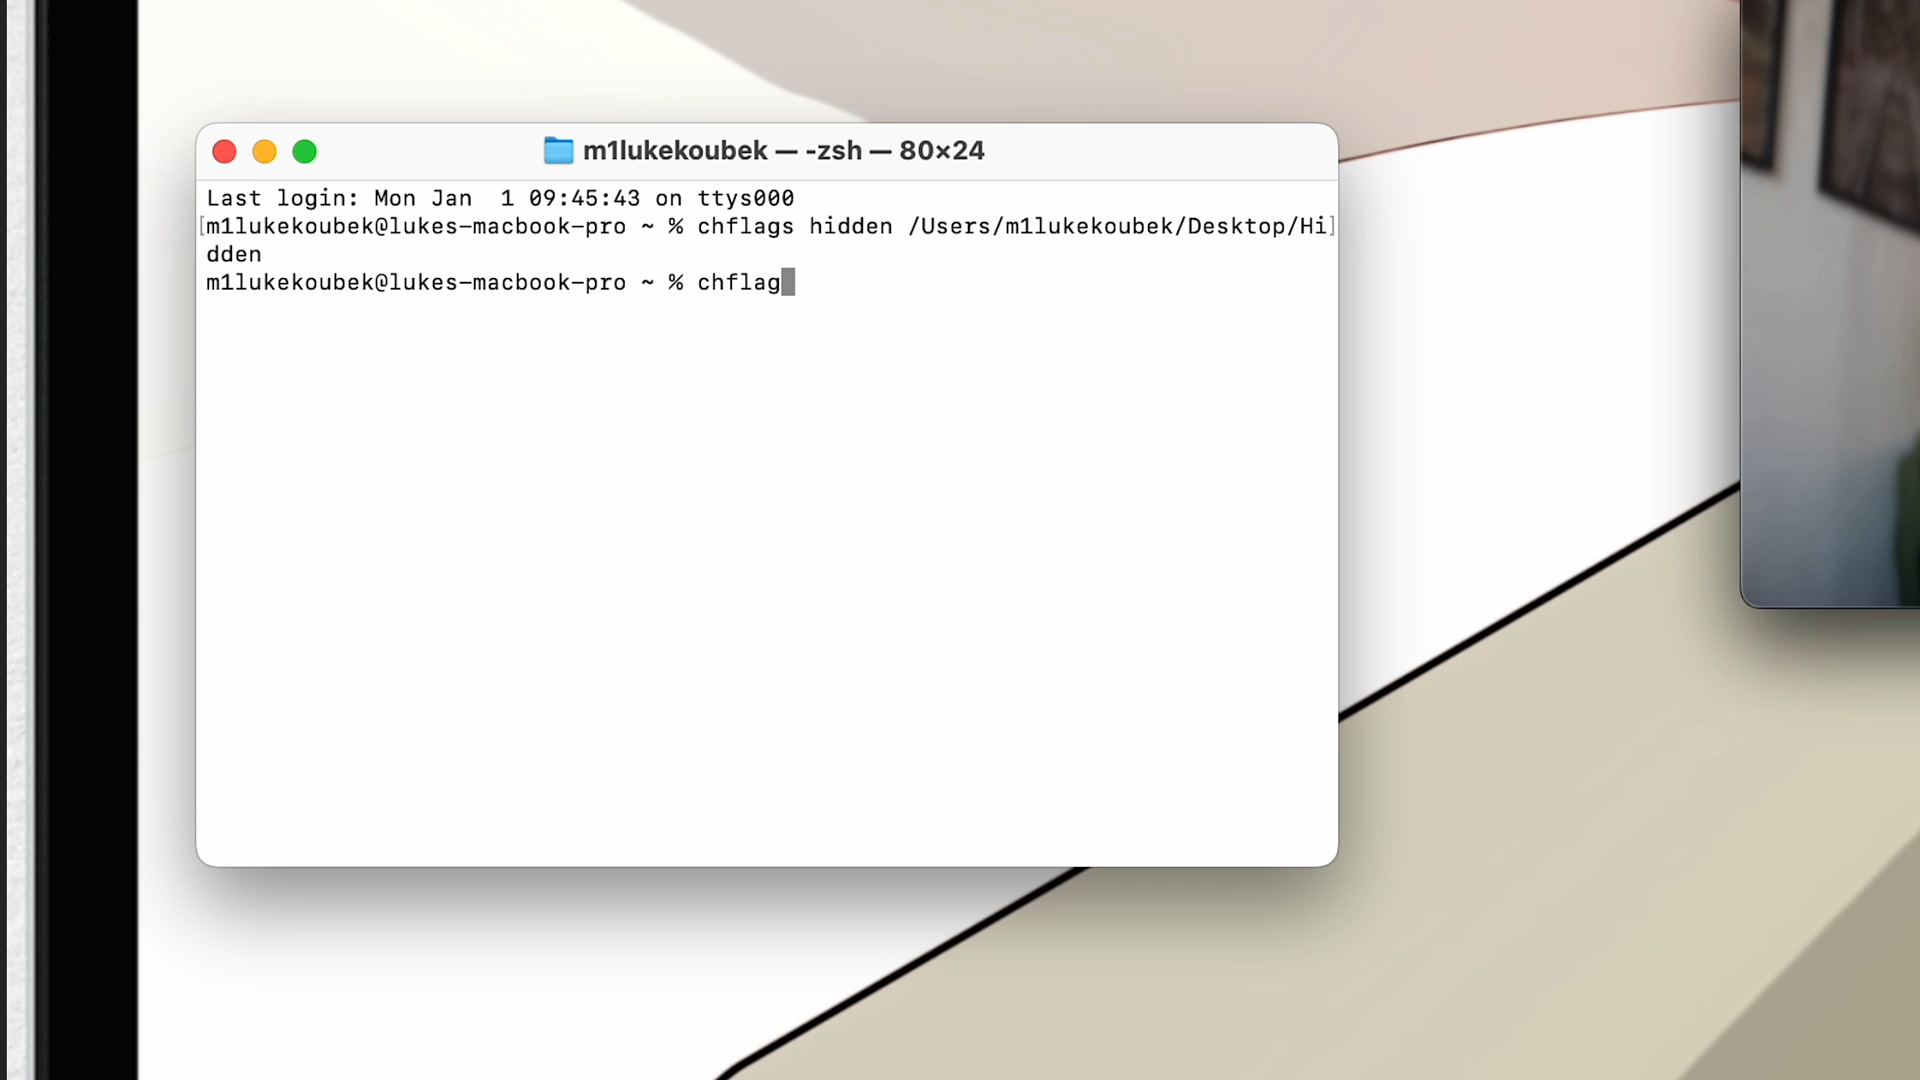 m1lukekoubek — -zsh — 80×24
Last login: Mon Jan  1 09:45:43 on ttys000
[m1lukekoubek@lukes-macbook-pro ~ % chflags hidden /Users/m1lukekoubek/Desktop/Hi]
dden
m1lukekoubek@lukes-macbook-pro ~ % chflag